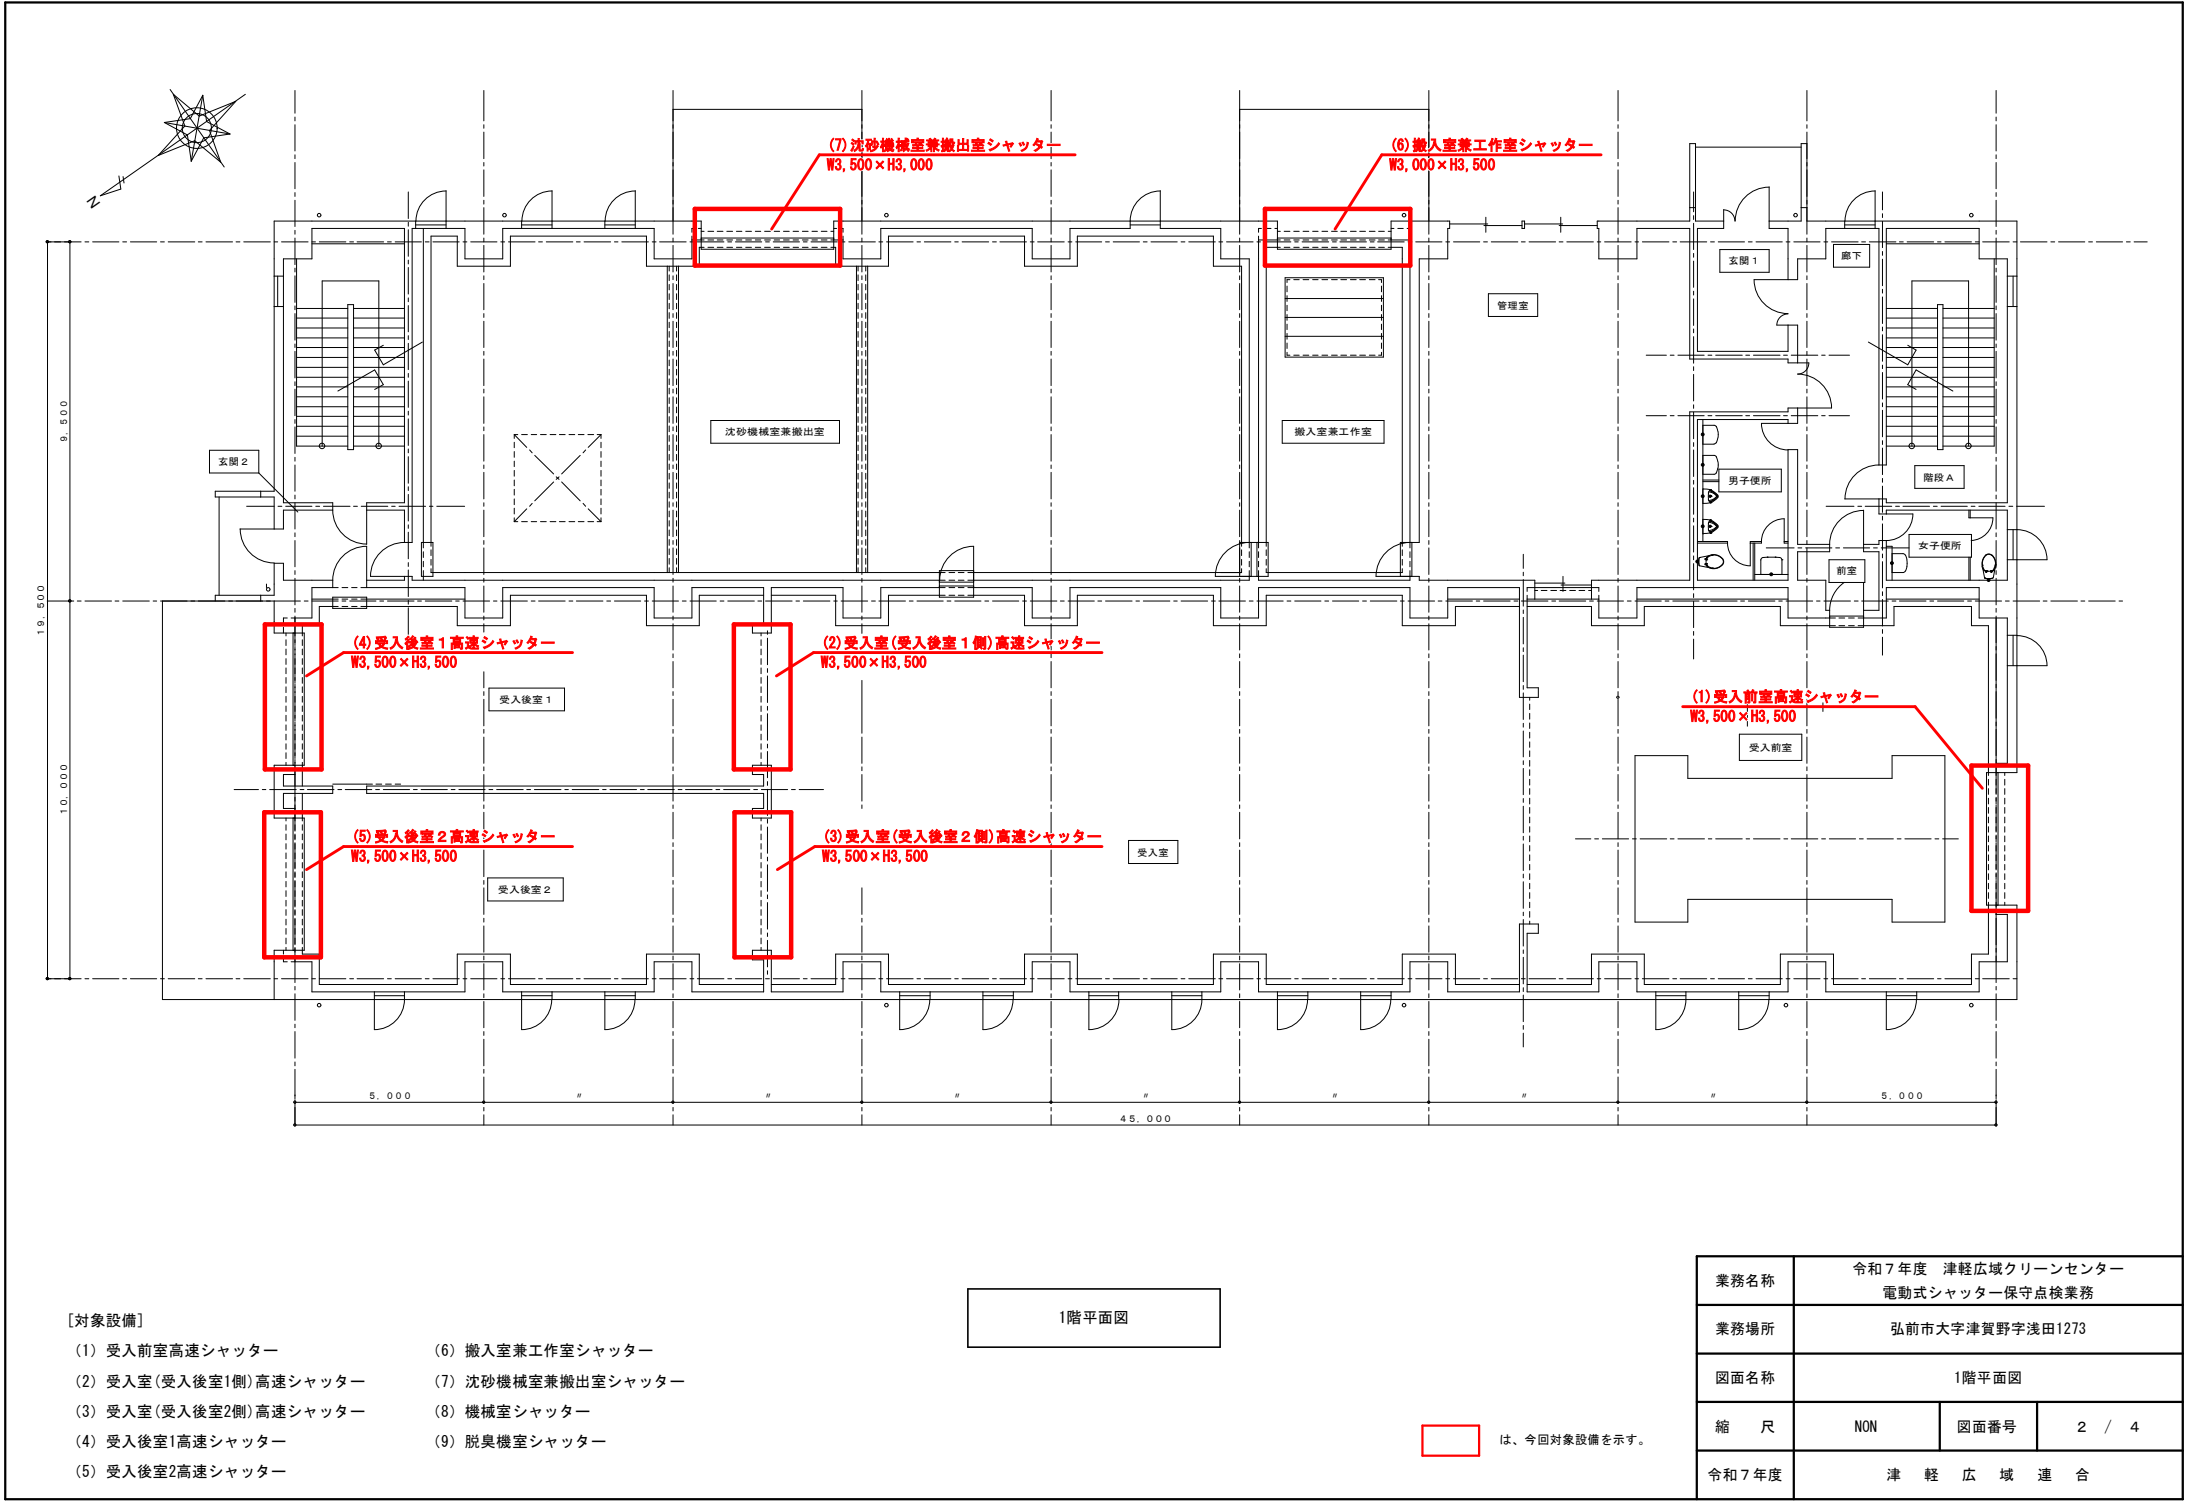 (7)沈砂機械室兼搬出室シャッター
W3,500×H3,000
(6)搬入室兼工作室シャッター
W3,000×H3,500
N
玄関1
廊下
管理室
9,500
沈砂機械室兼搬出室
搬入室兼工作室
玄関2
男子便所
階段A
女子便所
前室
19,500
(4)受入後室1高速シャッター
W3,500×H3,500
(2)受入室(受入後室1側)高速シャッター
W3,500×H3,500
受入後室1
(1)受入前室高速シャッター
W3,500×H3,500
受入前室
10,000
(5)受入後室2高速シャッター
W3,500×H3,500
(3)受入室(受入後室2側)高速シャッター
W3,500×H3,500
受入室
受入後室2
5,000 〃 〃 〃 〃 〃 〃 〃 5,000
45,000
[対象設備]
(1) 受入前室高速シャッター
(2) 受入室(受入後室1側)高速シャッター
(3) 受入室(受入後室2側)高速シャッター
(4) 受入後室1高速シャッター
(5) 受入後室2高速シャッター
(6) 搬入室兼工作室シャッター
(7) 沈砂機械室兼搬出室シャッター
(8) 機械室シャッター
(9) 脱臭機室シャッター
1階平面図
は、今回対象設備を示す。
業務名称 令和7年度 津軽広域クリーンセンター
電動式シャッター保守点検業務
業務場所 弘前市大字津賀野字浅田1273
図面名称 1階平面図
縮 尺 NON 図面番号 2 / 4
令和7年度 津 軽 広 域 連 合